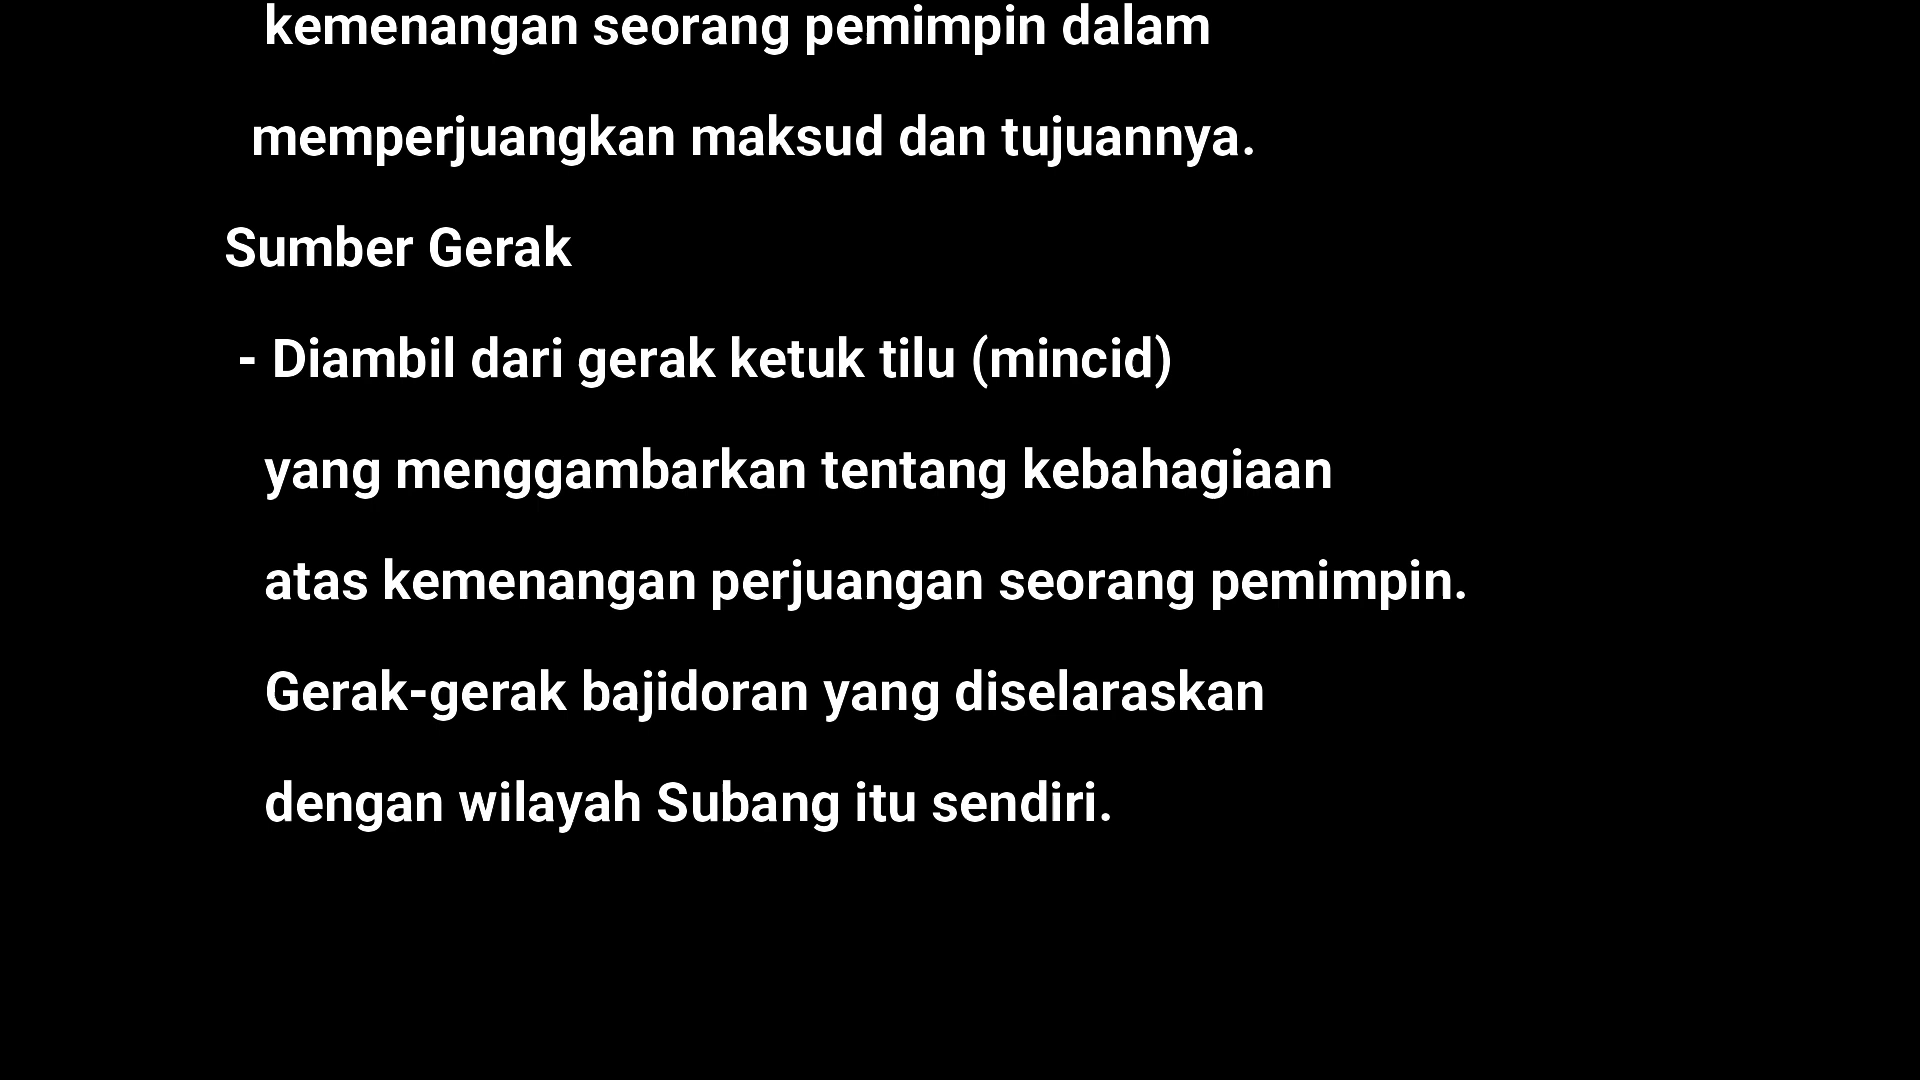 kemenangan seorang pemimpin dalam
memperjuangkan maksud dan tujuannya.
Sumber Gerak
- Diambil dari gerak ketuk tilu (mincid)
yang menggambarkan tentang kebahagiaan
atas kemenangan perjuangan seorang pemimpin.
Gerak-gerak bajidoran yang diselaraskan
dengan wilayah Subang itu sendiri.